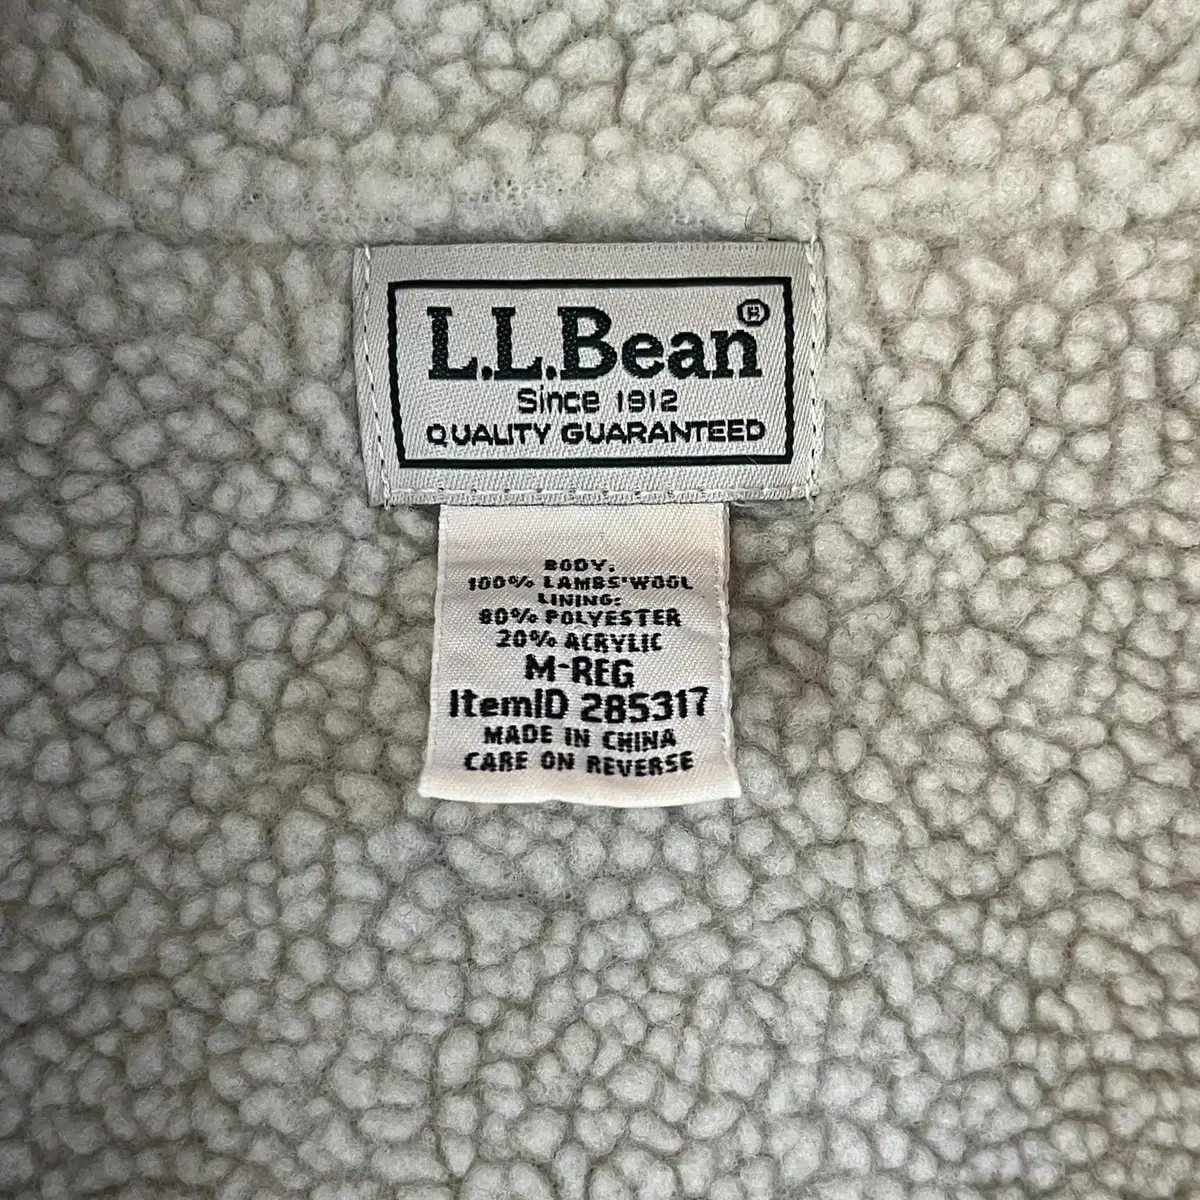 L.L.Bean®
Since 1912
QUALITY GUARANTEED
BODY:
100% LAMBS'WOOL
LINING:
80% POLYESTER
20% ACRYLIC
M-REG
ItemID 285317
MADE IN CHINA
CARE ON REVERSE